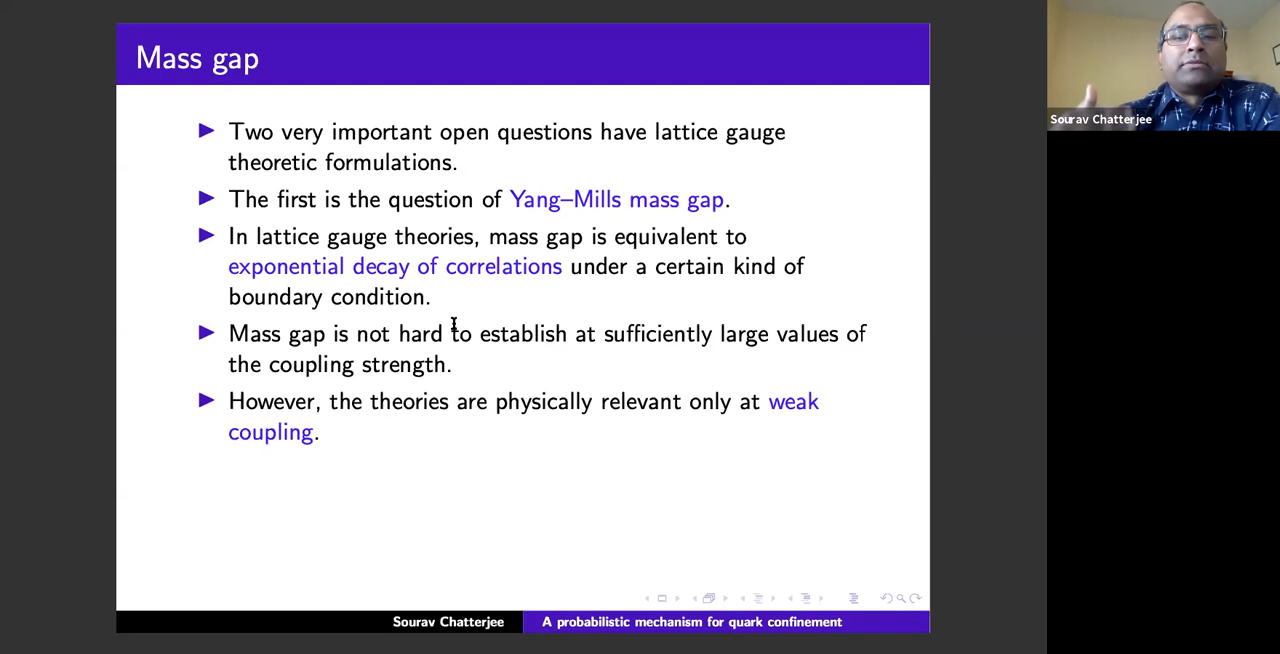 Mass gap
Two very important open questions have lattice gauge
theoretic formulations.
The first is the question of Yang–Mills mass gap.
In lattice gauge theories, mass gap is equivalent to
exponential decay of correlations under a certain kind of
boundary condition.
Mass gap is not hard to establish at sufficiently large values of
the coupling strength.
However, the theories are physically relevant only at weak
coupling.
Sourav Chatterjee
A probabilistic mechanism for quark confinement
Sourav Chatterjee